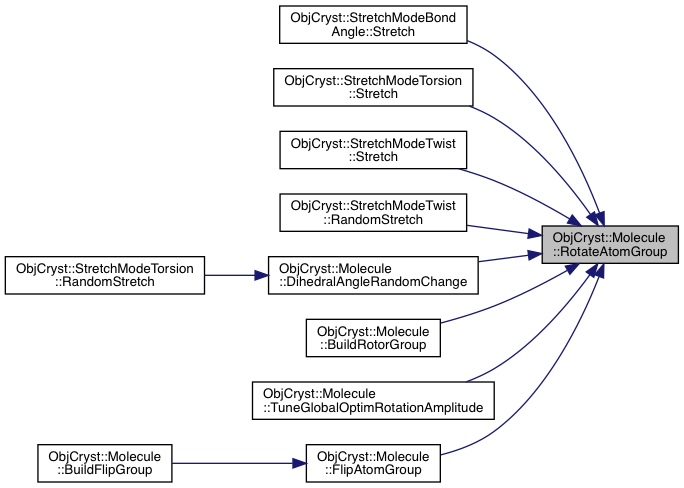 ObjCryst::StretchModeBond
Angle::Stretch
ObjCryst::StretchModeTorsion
::Stretch
ObjCryst::StretchModeTwist
::Stretch
ObjCryst::StretchModeTwist
::RandomStretch
ObjCryst::Molecule
::RotateAtomGroup
ObjCryst::StretchModeTorsion
::RandomStretch
ObjCryst::Molecule
::DihedralAngleRandomChange
ObjCryst::Molecule
::BuildRotorGroup
ObjCryst::Molecule
::TuneGlobalOptimRotationAmplitude
ObjCryst::Molecule
::BuildFlipGroup
ObjCryst::Molecule
::FlipAtomGroup